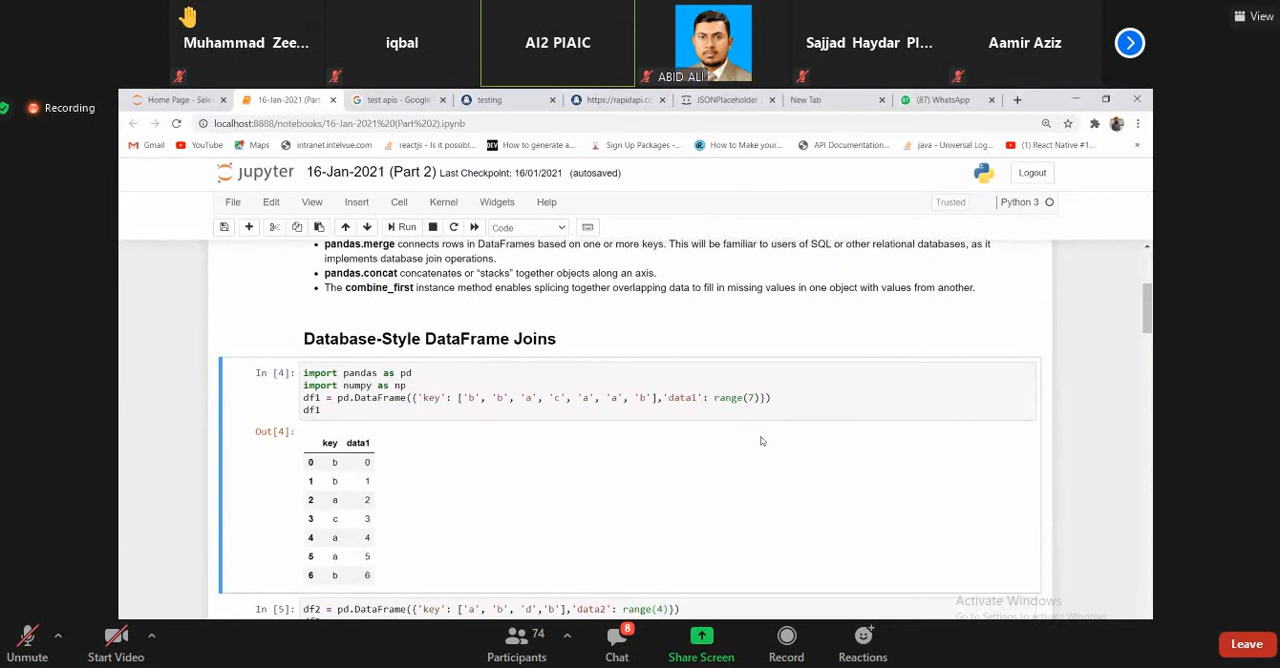 View
Muhammad Zee...
iqbal
AI2 PIAIC
ABID ALI
Sajjad Haydar PI...
Aamir Aziz
Recording
Home Page - Sele
16-Jan-2021 (Part
test apis - Google
testing
https://rapidapi.co
JSONPlaceholder
New Tab
(87) WhatsApp
localhost:8888/notebooks/16-Jan-2021%20(Part%202).ipynb
Gmail
YouTube
Maps
intranet.intelvue.com
reactjs - Is it possibl...
How to generate a...
Sign Up Packages -...
How to Make your...
API Documentation...
java - Universal Log...
(1) React Native #1...
jupyter 16-Jan-2021 (Part 2) Last Checkpoint: 16/01/2021 (autosaved)
Logout
File Edit View Insert Cell Kernel Widgets Help
Trusted
Python 3
Run
Code
pandas.merge connects rows in DataFrames based on one or more keys. This will be familiar to users of SQL or other relational databases, as it
implements database join operations.
pandas.concat concatenates or “stacks” together objects along an axis.
The combine_first instance method enables splicing together overlapping data to fill in missing values in one object with values from another.
Database-Style DataFrame Joins
In [4]: import pandas as pd
import numpy as np
df1 = pd.DataFrame({'key': ['b', 'b', 'a', 'c', 'a', 'a', 'b'],'data1': range(7)})
df1
Out[4]:
key data1
0 b 0
1 b 1
2 a 2
3 c 3
4 a 4
5 a 5
6 b 6
In [5]: df2 = pd.DataFrame({'key': ['a', 'b', 'd','b'],'data2': range(4)})
Activate Windows
Go to Settings to activate Windows.
Unmute
Start Video
74
Participants
8
Chat
Share Screen
Record
Reactions
Leave